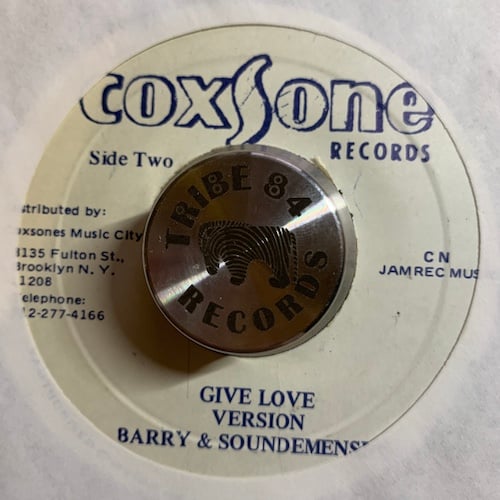 coxSone
RECORDS
Side Two
TRIBE 84
RECORDS
stributed by:
oxsones Music City
3135 Fulton St.,
Brooklyn N. Y.
1208
elephone:
12-277-4166
C N
JAMREC MUS
GIVE LOVE
VERSION
BARRY & SOUNDEMENS